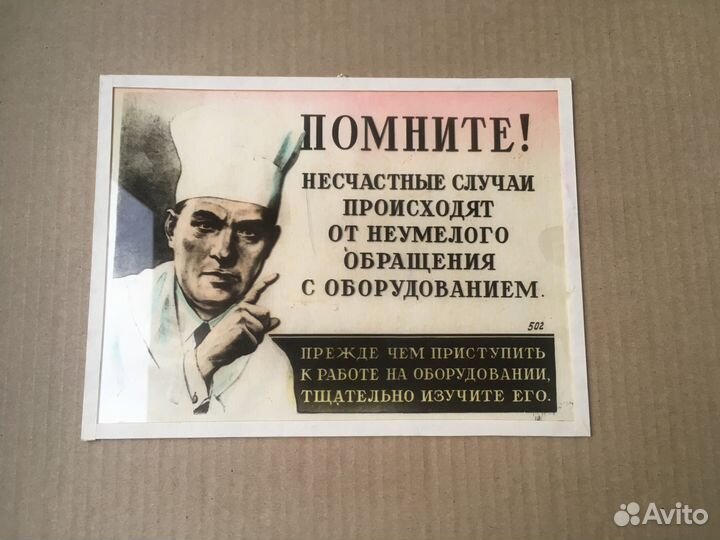 ПОМНИТЕ!
НЕСЧАСТНЫЕ СЛУЧАИ
ПРОИСХОДЯТ
ОТ НЕУМЕЛОГО
ОБРАЩЕНИЯ
С ОБОРУДОВАНИЕМ.
502
ПРЕЖДЕ ЧЕМ ПРИСТУПИТЬ
К РАБОТЕ НА ОБОРУДОВАНИИ,
ТЩАТЕЛЬНО ИЗУЧИТЕ ЕГО.
Avito